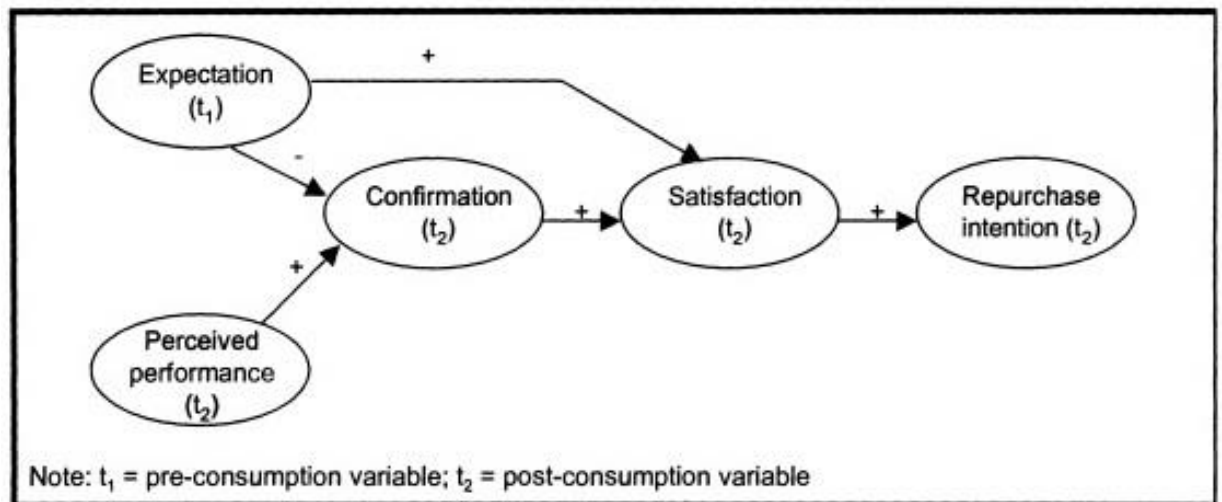 Expectation
(t₁)
+
-
Confirmation
(t₂)
+
Satisfaction
(t₂)
+
Repurchase
intention (t₂)
+
Perceived
performance
(t₂)
Note: t₁ = pre-consumption variable; t₂ = post-consumption variable